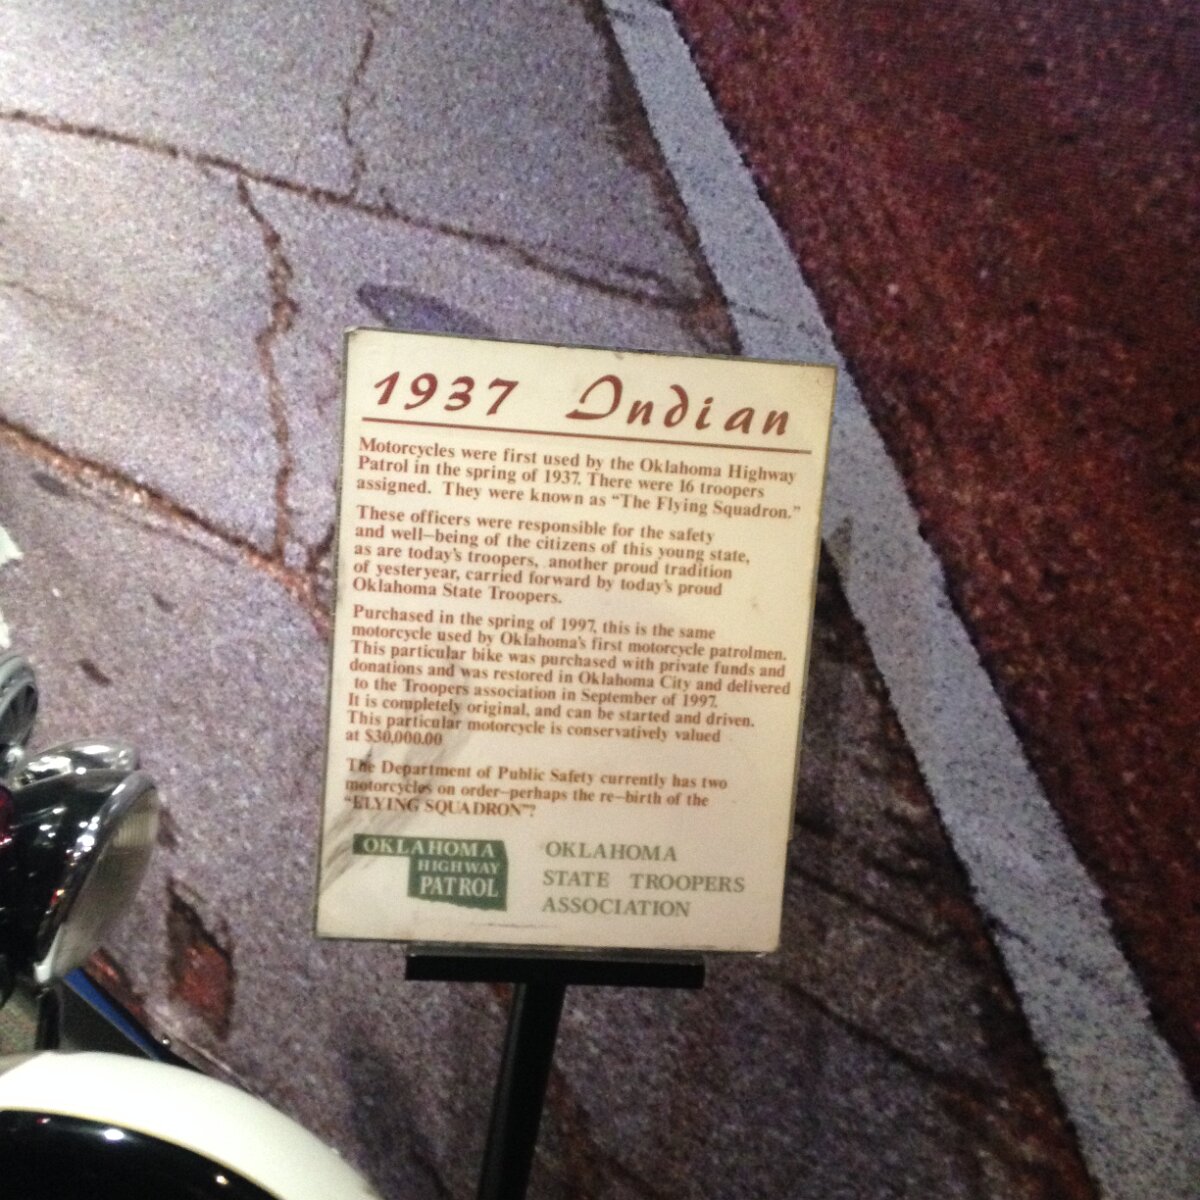 1937 Indian
Motorcycles were first used by the Oklahoma Highway
Patrol in the spring of 1937. There were 16 troopers
assigned. They were known as "The Flying Squadron."
These officers were responsible for the safety
and well-being of the citizens of this young state,
as are today's troopers, another proud tradition
of yesteryear, carried forward by today's proud
Oklahoma State Troopers.
Purchased in the spring of 1997, this is the same
motorcycle used by Oklahoma's first motorcycle patrolmen.
This particular bike was purchased with private funds and
donations and was restored in Oklahoma City and delivered
to the Troopers association in September of 1997.
It is completely original, and can be started and driven.
This particular motorcycle is conservatively valued
at $30,000.00
The Department of Public Safety currently has two
motorcycles on order-perhaps the re-birth of the
"FLYING SQUADRON"?
OKLAHOMA
HIGHWAY
PATROL
OKLAHOMA
STATE TROOPERS
ASSOCIATION